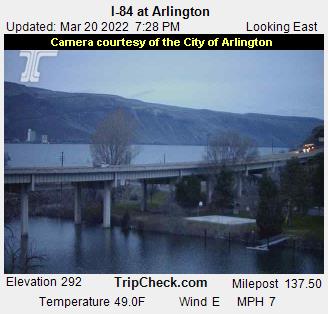 I-84 at Arlington
Updated: Mar 20 2022 7:28 PM Looking East
Camera courtesy of the City of Arlington
Elevation 292 TripCheck.com Milepost 137.50
Temperature 49.0F Wind E MPH 7